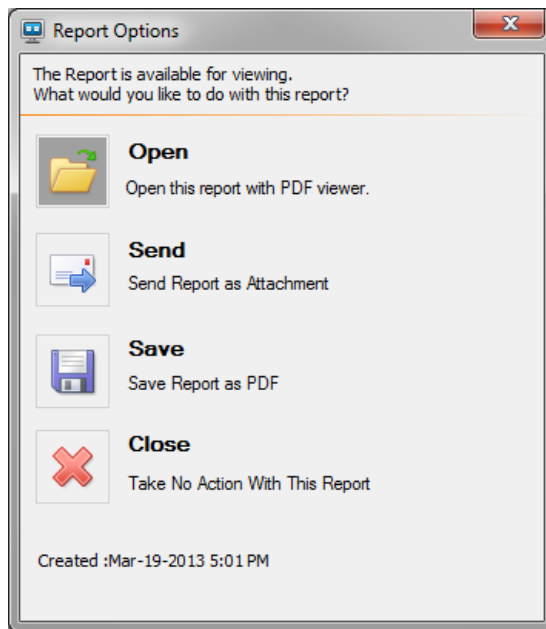 Report Options
The Report is available for viewing.
What would you like to do with this report?
Open
Open this report with PDF viewer.
Send
Send Report as Attachment
Save
Save Report as PDF
Close
Take No Action With This Report
Created :Mar-19-2013 5:01 PM